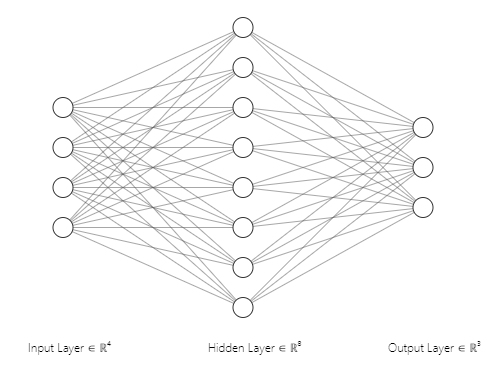 Input Layer ∈ ℝ⁴
Hidden Layer ∈ ℝ⁸
Output Layer ∈ ℝ³